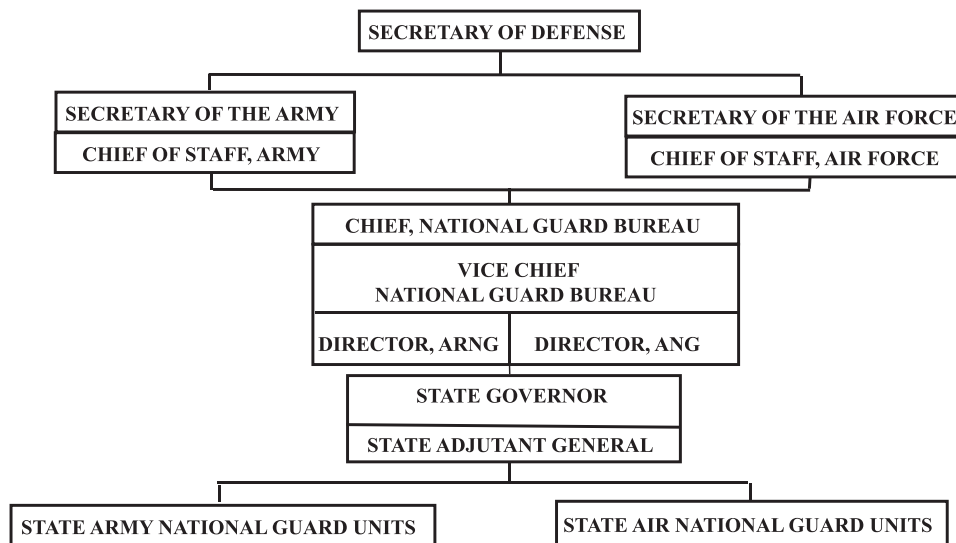 SECRETARY OF DEFENSE
SECRETARY OF THE ARMY
CHIEF OF STAFF, ARMY
SECRETARY OF THE AIR FORCE
CHIEF OF STAFF, AIR FORCE
CHIEF, NATIONAL GUARD BUREAU
VICE CHIEF
NATIONAL GUARD BUREAU
DIRECTOR, ARNG
DIRECTOR, ANG
STATE GOVERNOR
STATE ADJUTANT GENERAL
STATE ARMY NATIONAL GUARD UNITS
STATE AIR NATIONAL GUARD UNITS